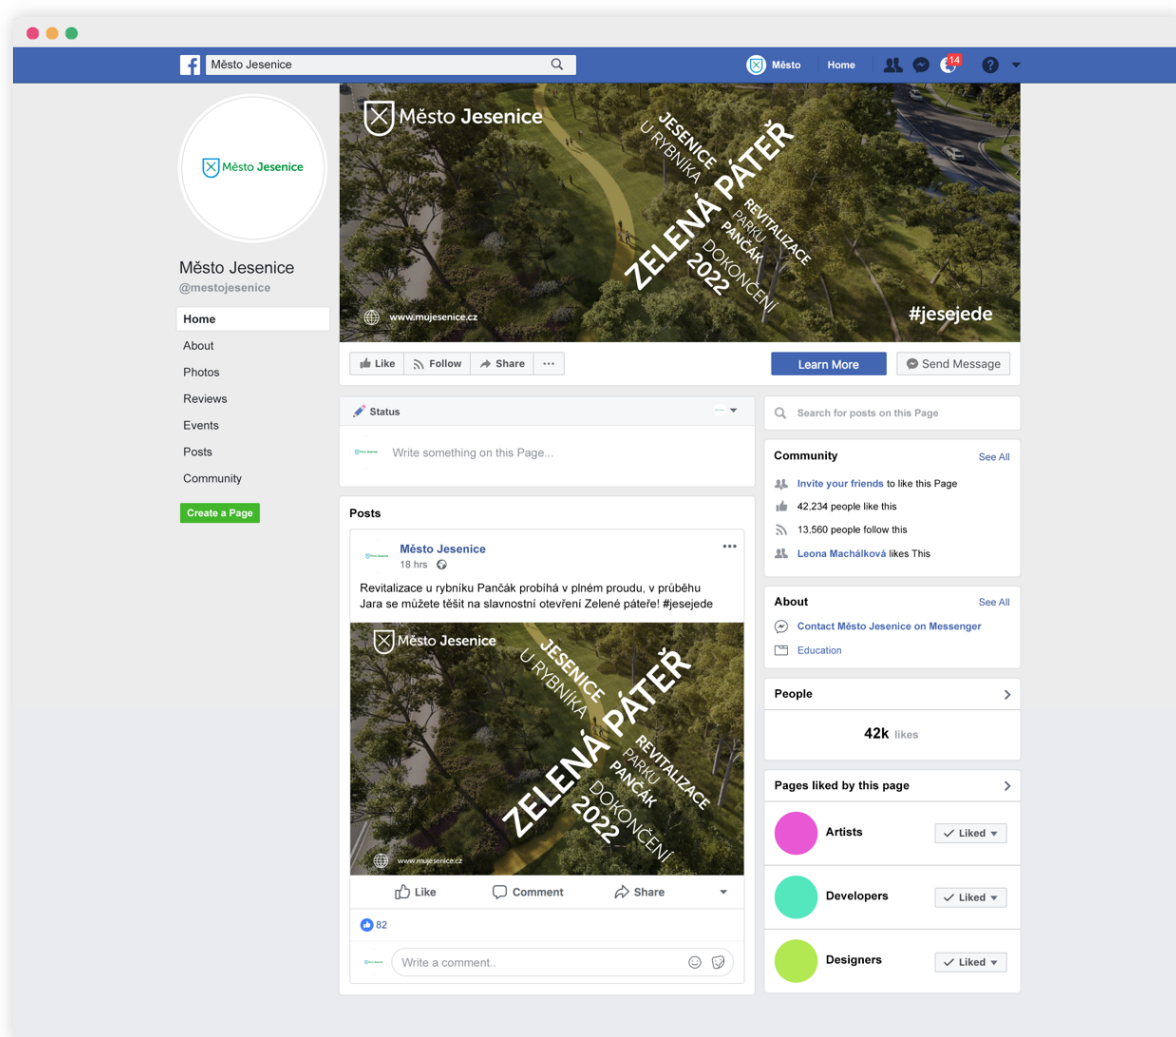 Město Jesenice
Město
Home
14
Město Jesenice
Město Jesenice
@mestojesenice
Home
About
Photos
Reviews
Events
Posts
Community
Create a Page
Město Jesenice
JESENICE
U RYBNÍKA
ZELENÁ PÁTEŘ
REVITALIZACE
PARKU
PANČÁK
DOKONČENÍ
2022
www.mujesenice.cz
#jesejede
Like
Follow
Share
Learn More
Send Message
Status
Write something on this Page...
Posts
Město Jesenice
18 hrs
Revitalizace u rybníku Pančák probíhá v plném proudu, v průběhu
Jara se můžete těšit na slavnostní otevření Zelené páteře! #jesejede
Město Jesenice
JESENICE
U RYBNÍKA
ZELENÁ PÁTEŘ
REVITALIZACE
PARKU
PANČÁK
DOKONČENÍ
2022
www.mujesenice.cz
Like
Comment
Share
82
Write a comment..
Search for posts on this Page
Community
See All
Invite your friends to like this Page
42,234 people like this
13,560 people follow this
Leona Machálková likes This
About
See All
Contact Město Jesenice on Messenger
Education
People
42k likes
Pages liked by this page
Artists
Liked
Developers
Liked
Designers
Liked